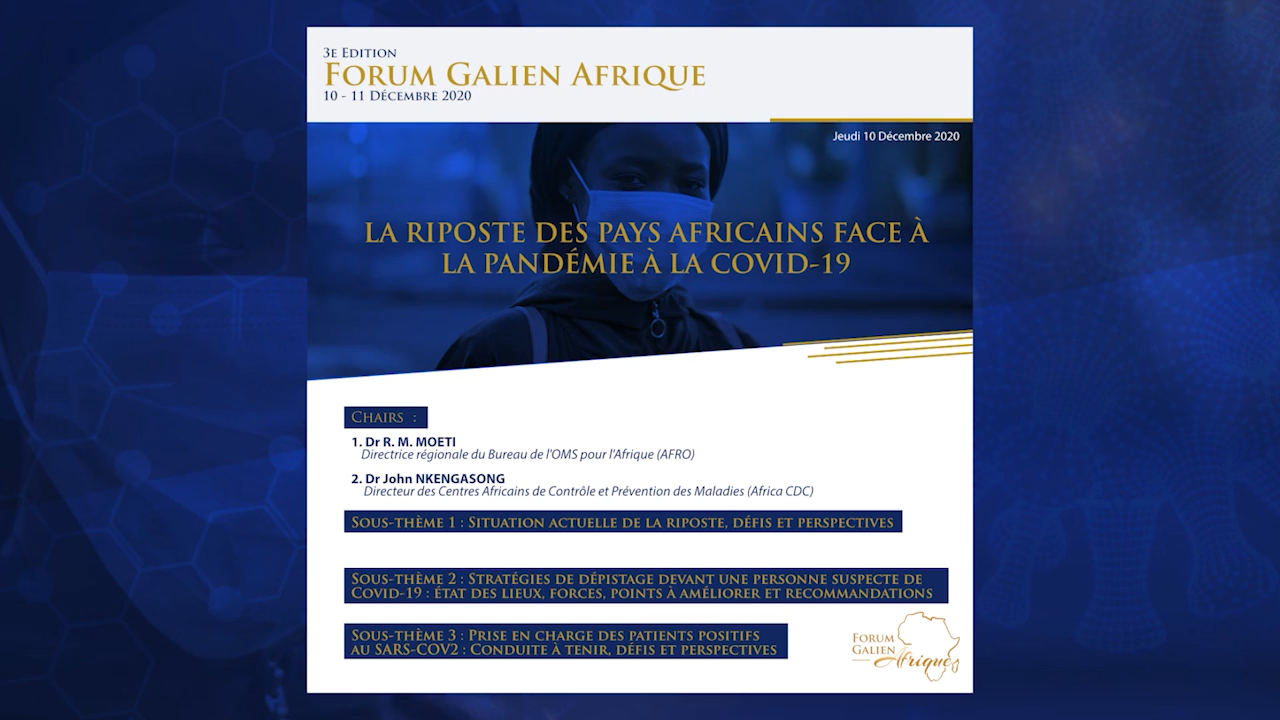 3E EDITION
FORUM GALIEN AFRIQUE
10 - 11 DÉCEMBRE 2020
Jeudi 10 Décembre 2020
LA RIPOSTE DES PAYS AFRICAINS FACE À
LA PANDÉMIE À LA COVID-19
CHAIRS :
1. Dr R. M. MOETI
Directrice régionale du Bureau de l'OMS pour l'Afrique (AFRO)
2. Dr John NKENGASONG
Directeur des Centres Africains de Contrôle et Prévention des Maladies (Africa CDC)
SOUS-THÈME 1 : SITUATION ACTUELLE DE LA RIPOSTE, DÉFIS ET PERSPECTIVES
SOUS-THÈME 2 : STRATÉGIES DE DÉPISTAGE DEVANT UNE PERSONNE SUSPECTE DE
COVID-19 : ÉTAT DES LIEUX, FORCES, POINTS À AMÉLIORER ET RECOMMANDATIONS
SOUS-THÈME 3 : PRISE EN CHARGE DES PATIENTS POSITIFS
AU SARS-COV2 : CONDUITE À TENIR, DÉFIS ET PERSPECTIVES
FORUM
GALIEN
Afrique